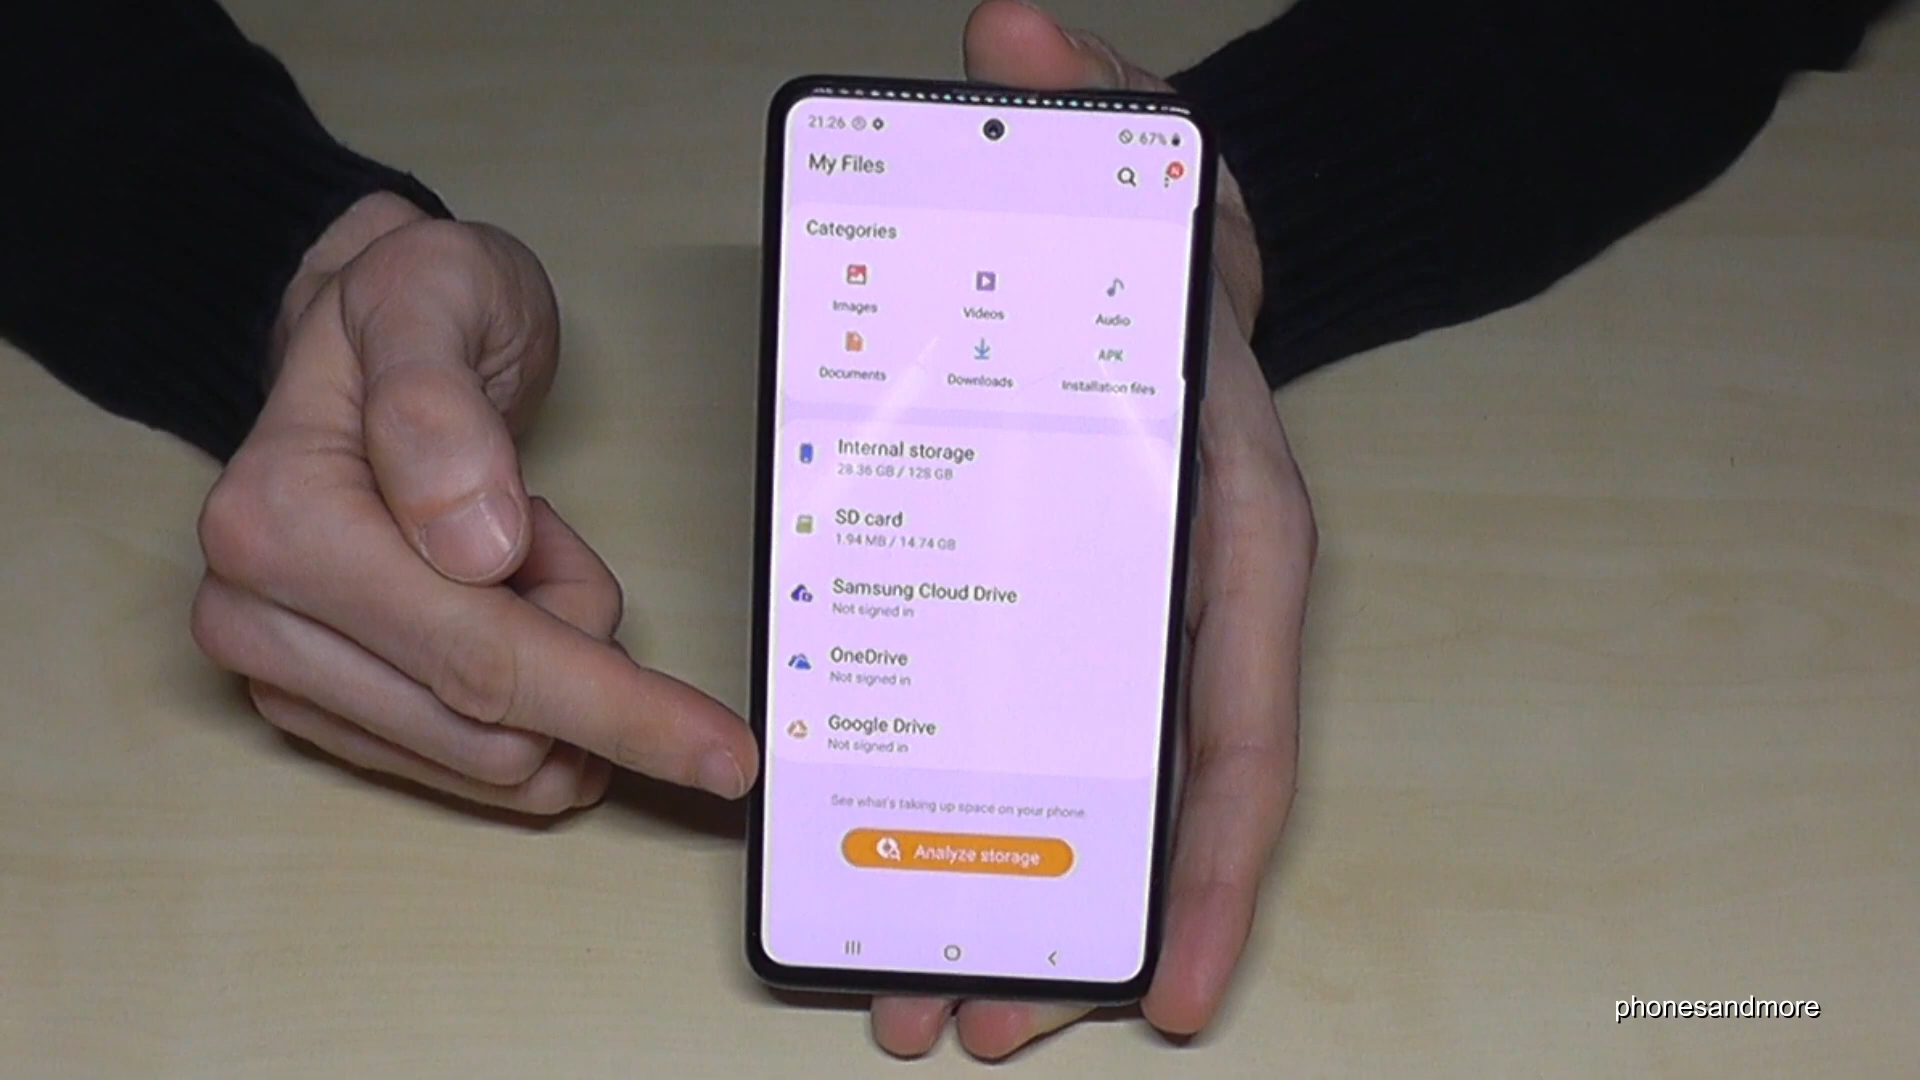 21:26
67%
My Files
N
Categories
Images
Videos
Audio
Documents
Downloads
APK
Installation files
Internal storage
28.36 GB / 128 GB
SD card
1.94 MB / 14.74 GB
Samsung Cloud Drive
Not signed in
OneDrive
Not signed in
Google Drive
Not signed in
See what's taking up space on your phone.
Analyze storage
phonesandmore